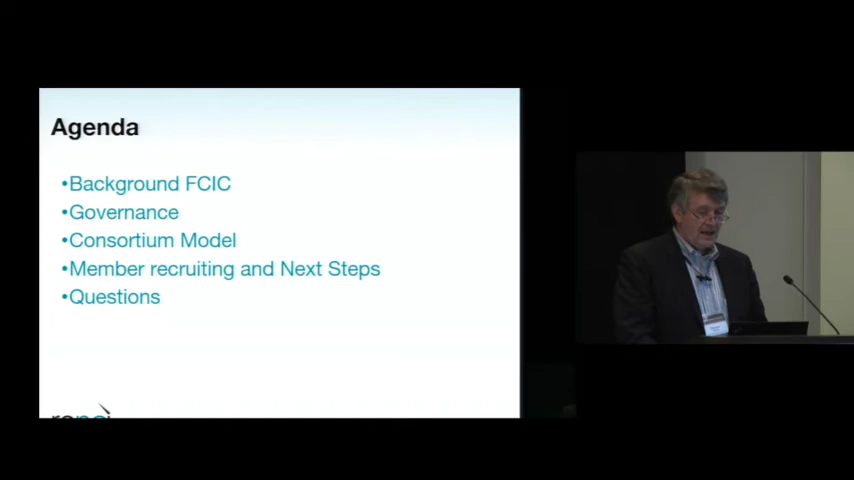 Agenda
•Background FCIC
•Governance
•Consortium Model
•Member recruiting and Next Steps
•Questions